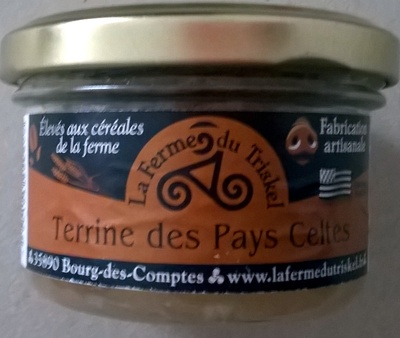 Élevés aux céréales
de la ferme
La Ferme du Triskel
Fabrication
artisanale
Terrine des Pays Celtes
35890 Bourg-des-Comptes www.lafermedutriskel.fr